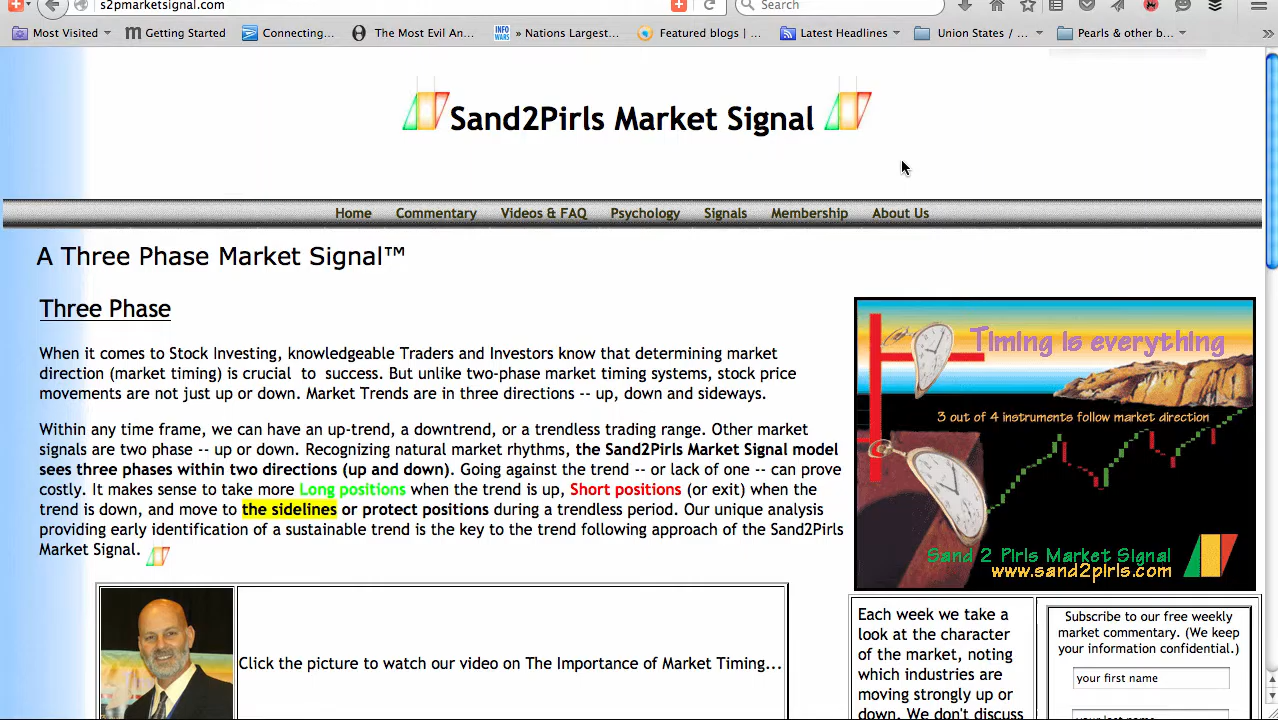 s2pmarketsignal.com
Search
Most Visited
Getting Started
Connecting...
The Most Evil An...
INFO WARS
» Nations Largest...
Featured blogs | ...
Latest Headlines
Union States / ...
Pearls & other b...
Sand2Pirls Market Signal
Home
Commentary
Videos & FAQ
Psychology
Signals
Membership
About Us
A Three Phase Market Signal™
Three Phase
When it comes to Stock Investing, knowledgeable Traders and Investors know that determining market
direction (market timing) is crucial to success. But unlike two-phase market timing systems, stock price
movements are not just up or down. Market Trends are in three directions -- up, down and sideways.
Within any time frame, we can have an up-trend, a downtrend, or a trendless trading range. Other market
signals are two phase -- up or down. Recognizing natural market rhythms, the Sand2Pirls Market Signal model
sees three phases within two directions (up and down). Going against the trend -- or lack of one -- can prove
costly. It makes sense to take more Long positions when the trend is up, Short positions (or exit) when the
trend is down, and move to the sidelines or protect positions during a trendless period. Our unique analysis
providing early identification of a sustainable trend is the key to the trend following approach of the Sand2Pirls
Market Signal.
Click the picture to watch our video on The Importance of Market Timing...
Timing is everything
3 out of 4 instruments follow market direction
Sand 2 Pirls Market Signal
www.sand2pirls.com
Each week we take a
look at the character
of the market, noting
which industries are
moving strongly up or
down. We don't discuss
Subscribe to our free weekly
market commentary. (We keep
your information confidential.)
your first name